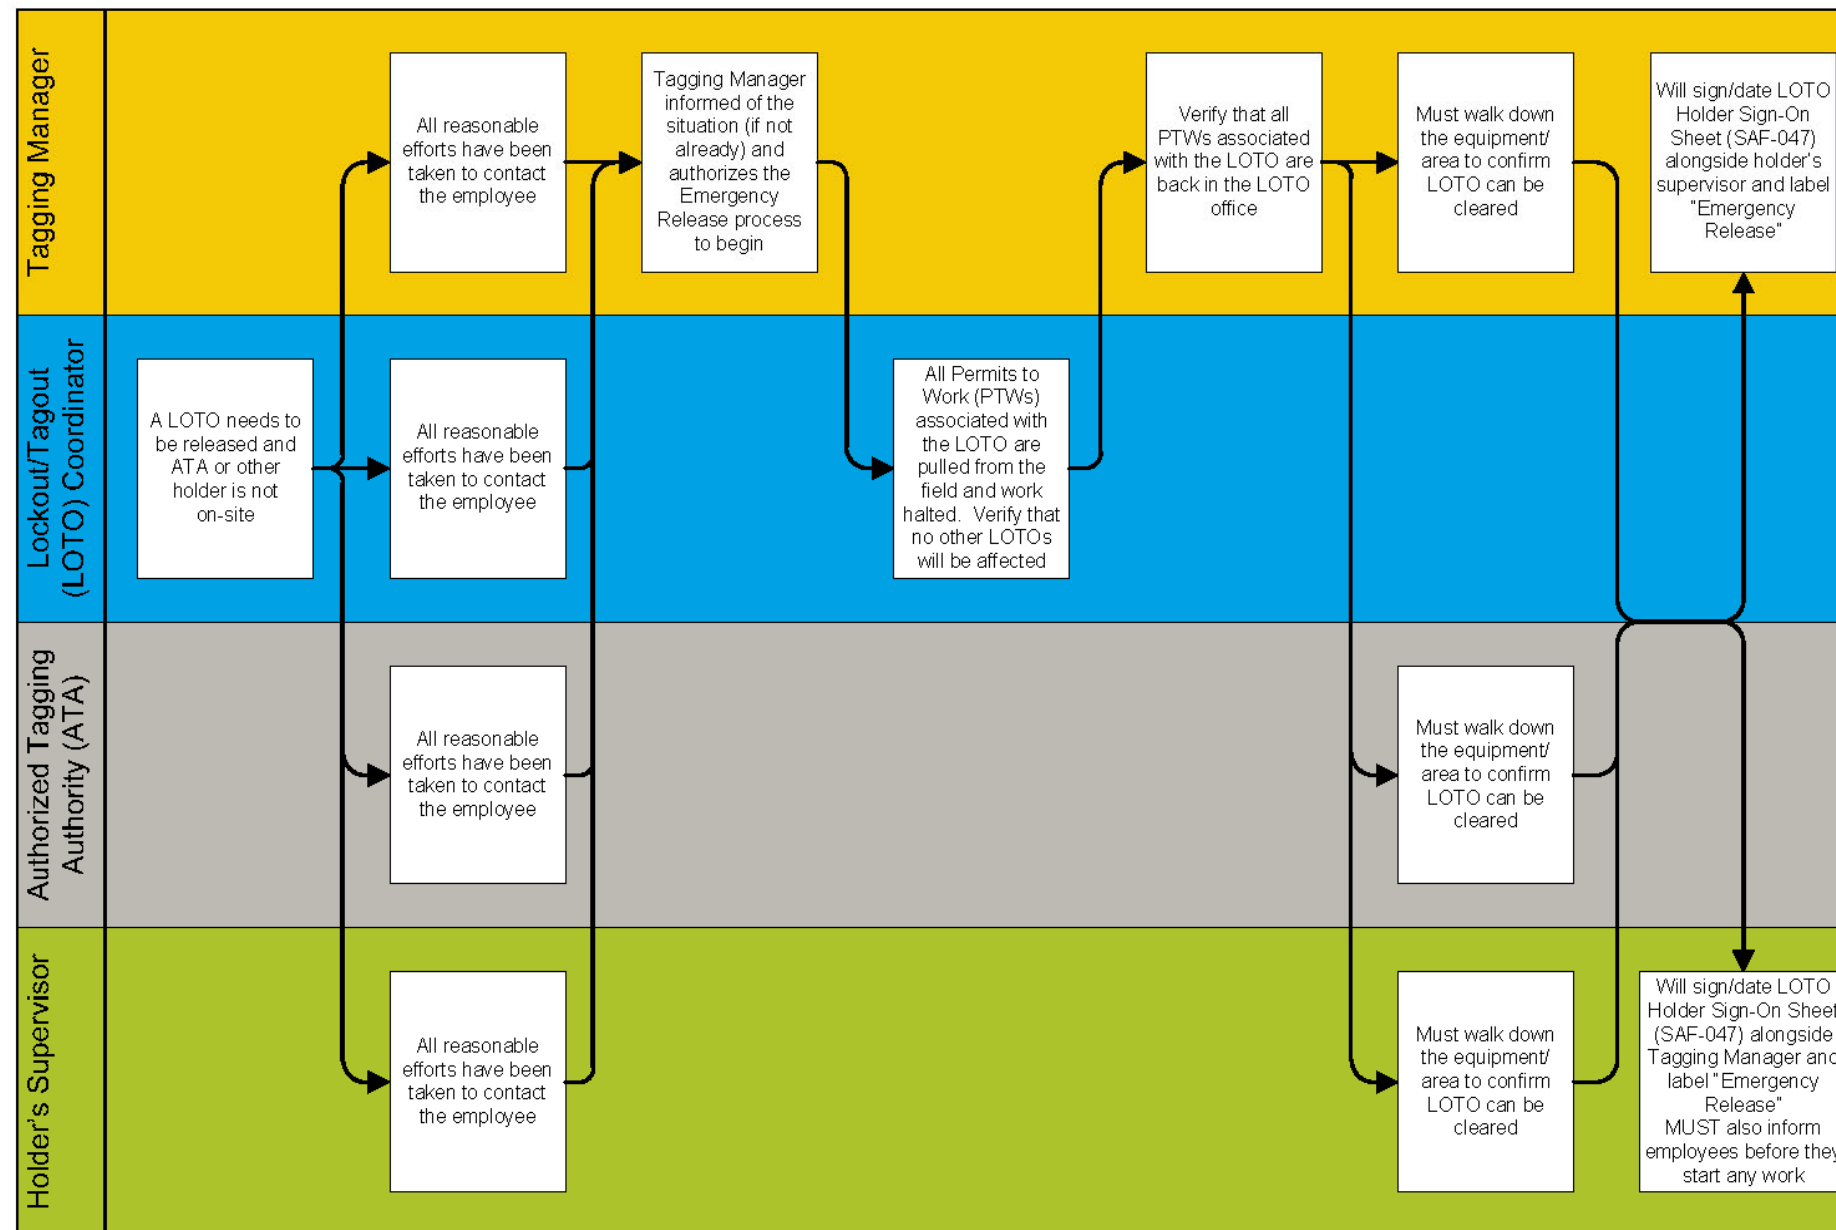 Tagging Manager
All reasonable
efforts have been
taken to contact
the employee
Tagging Manager
informed of the
situation (if not
already) and
authorizes the
Emergency
Release process
to begin
Verify that all
PTWs associated
with the LOTO are
back in the LOTO
office
Must walk down
the equipment/
area to confirm
LOTO can be
cleared
Will sign/date LOTO
Holder Sign-On
Sheet (SAF-047)
alongside holder's
supervisor and label
"Emergency
Release"
Lockout/Tagout
(LOTO) Coordinator
A LOTO needs to
be released and
ATA or other
holder is not
on-site
All reasonable
efforts have been
taken to contact
the employee
All Permits to
Work (PTWs)
associated with
the LOTO are
pulled from the
field and work
halted. Verify that
no other LOTOs
will be affected
Authorized Tagging
Authority (ATA)
All reasonable
efforts have been
taken to contact
the employee
Must walk down
the equipment/
area to confirm
LOTO can be
cleared
Holder's Supervisor
All reasonable
efforts have been
taken to contact
the employee
Must walk down
the equipment/
area to confirm
LOTO can be
cleared
Will sign/date LOTO
Holder Sign-On Sheet
(SAF-047) alongside
Tagging Manager and
label "Emergency
Release"
MUST also inform
employees before they
start any work